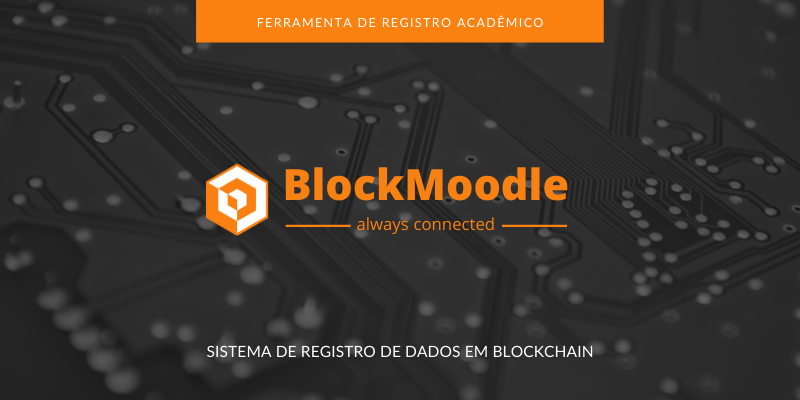 FERRAMENTA DE REGISTRO ACADÊMICO
BlockMoodle
always connected
SISTEMA DE REGISTRO DE DADOS EM BLOCKCHAIN